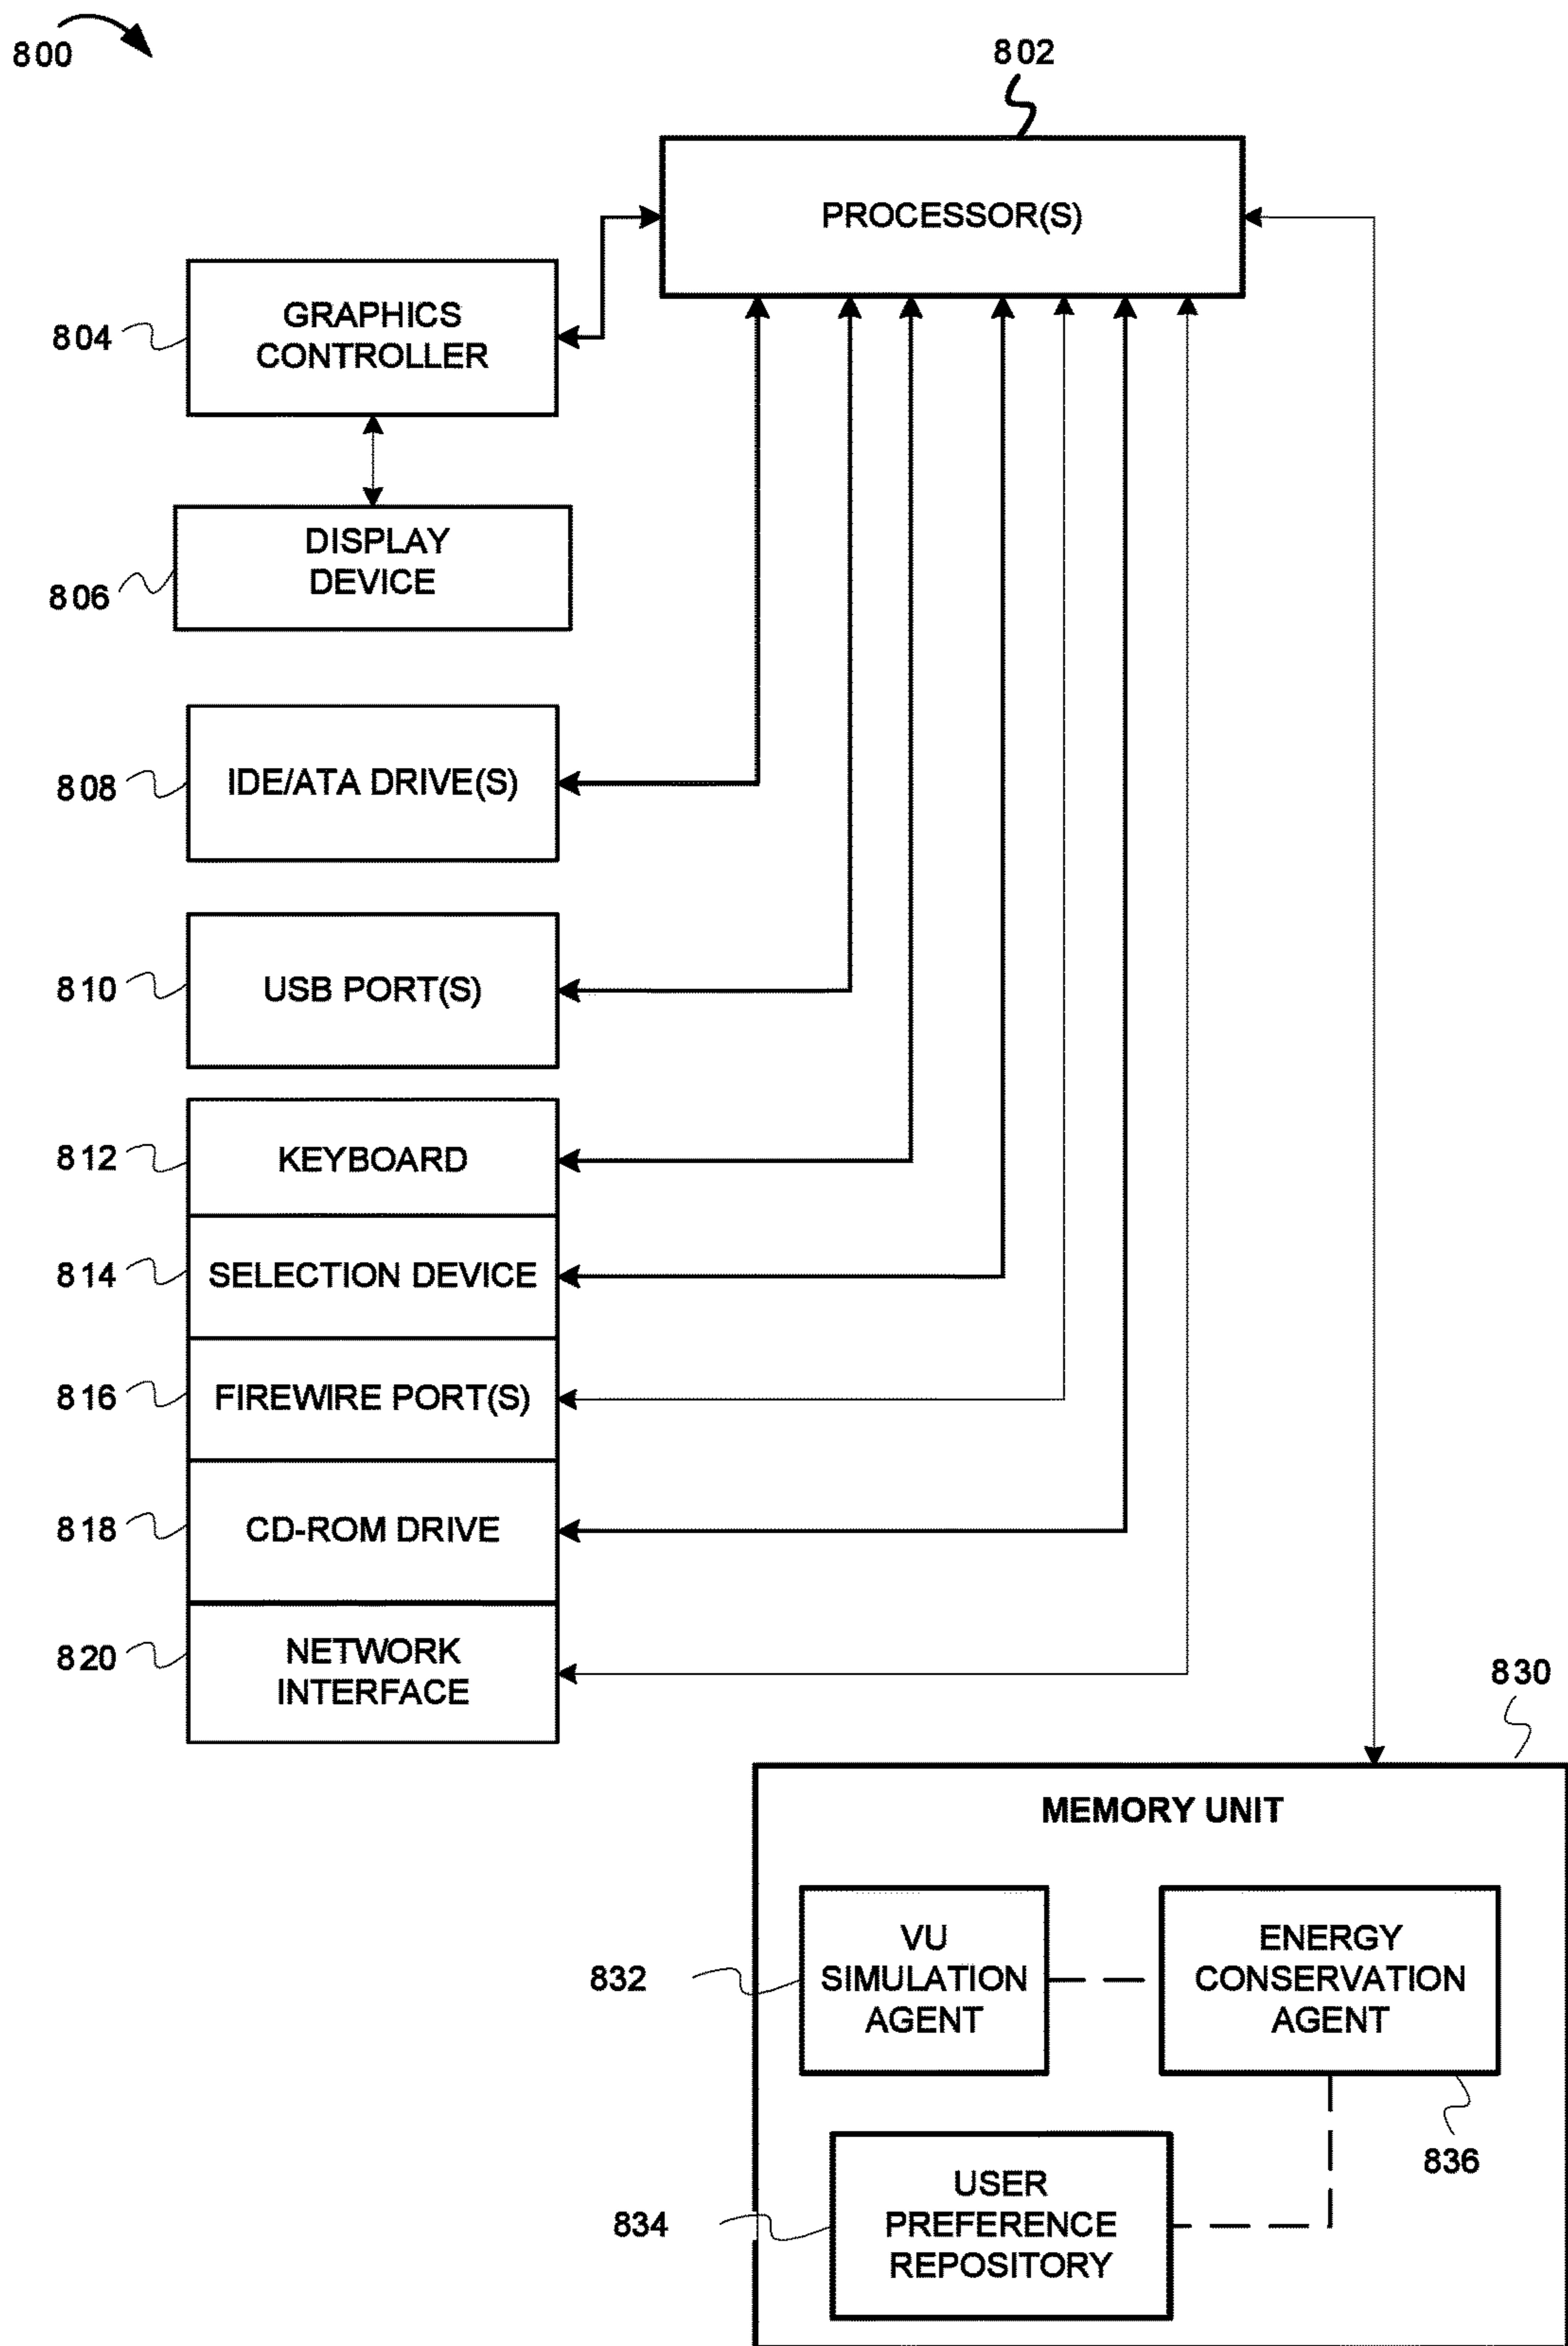 800
802
PROCESSOR(S)
GRAPHICS
CONTROLLER
804
DISPLAY
DEVICE
806
IDE/ATA DRIVE(S)
808
USB PORT(S)
810
812
KEYBOARD
814
SELECTION DEVICE
816
FIREWIRE PORT(S)
818
CD-ROM DRIVE
820
NETWORK
INTERFACE
830
MEMORY UNIT
832
VU
SIMULATION
AGENT
ENERGY
CONSERVATION
AGENT
836
834
USER
PREFERENCE
REPOSITORY